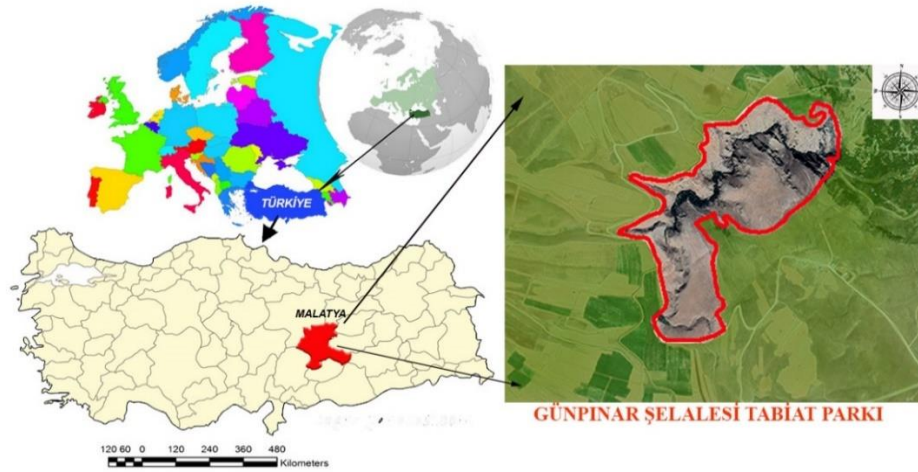 TÜRKİYE
MALATYA
120 60 0 120 240 360 480
Kilometers
GÜNPINAR ŞELALESİ TABİAT PARKI